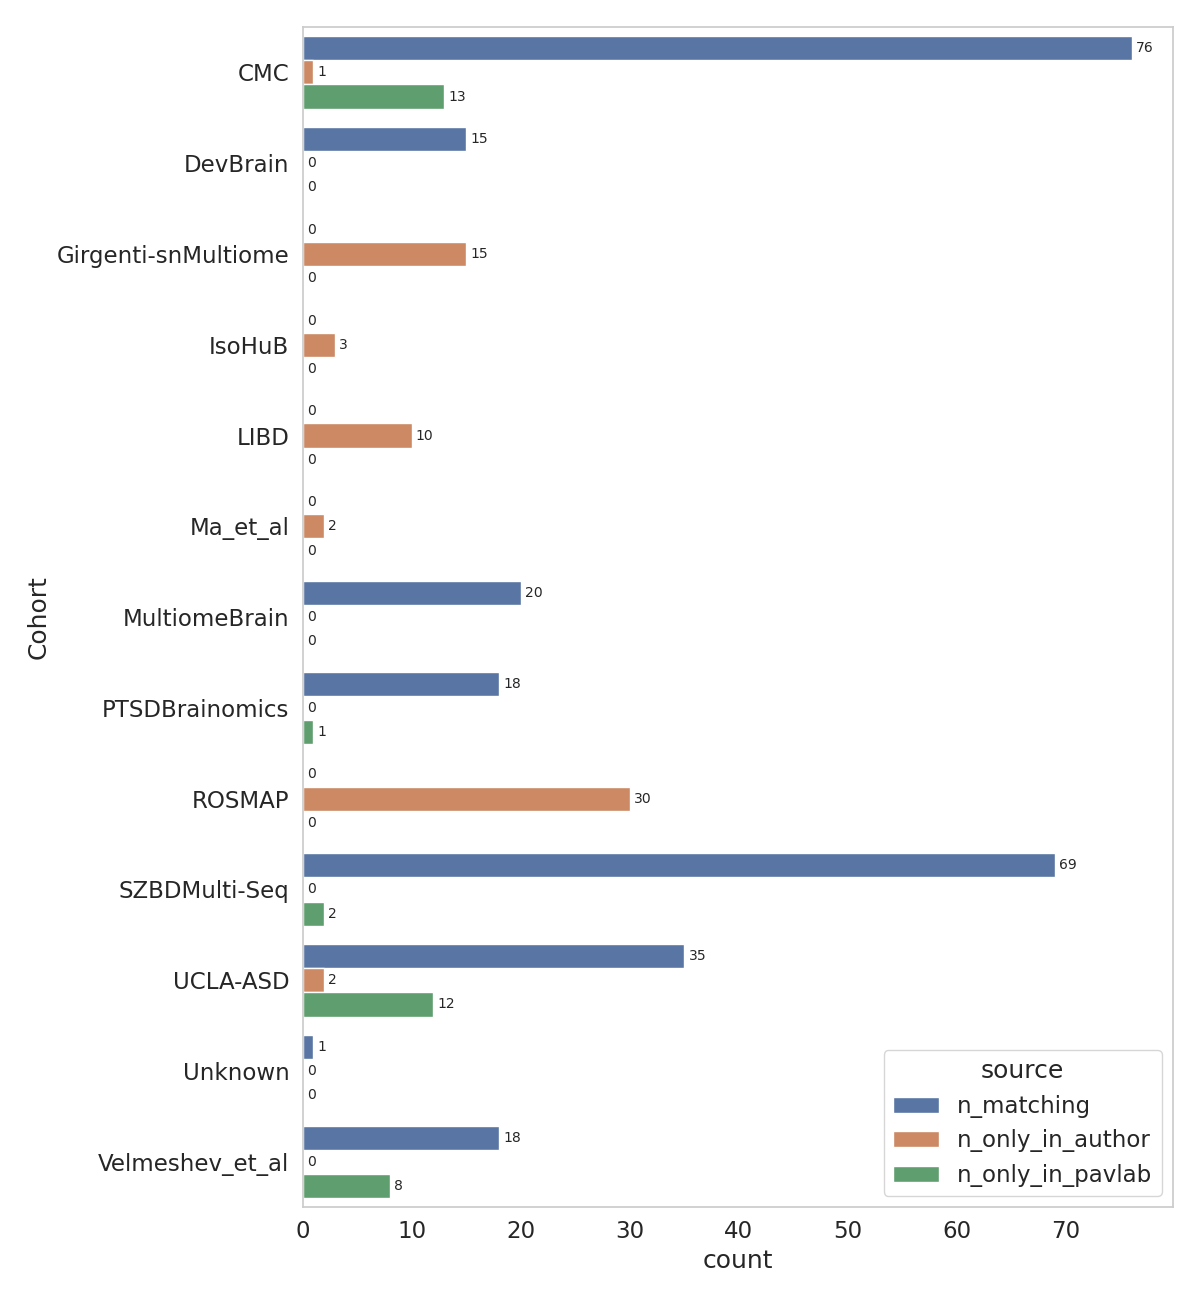 CMC
76
1
13
DevBrain
15
0
0
Girgenti-snMultiome
0
15
0
IsoHuB
0
3
0
LIBD
0
10
0
Ma_et_al
0
2
0
MultiomeBrain
20
0
0
PTSDBrainomics
18
0
1
ROSMAP
0
30
0
SZBDMulti-Seq
69
0
2
UCLA-ASD
35
2
12
Unknown
1
0
0
Velmeshev_et_al
18
0
8
Cohort
0 10 20 30 40 50 60 70
count
source
n_matching
n_only_in_author
n_only_in_pavlab